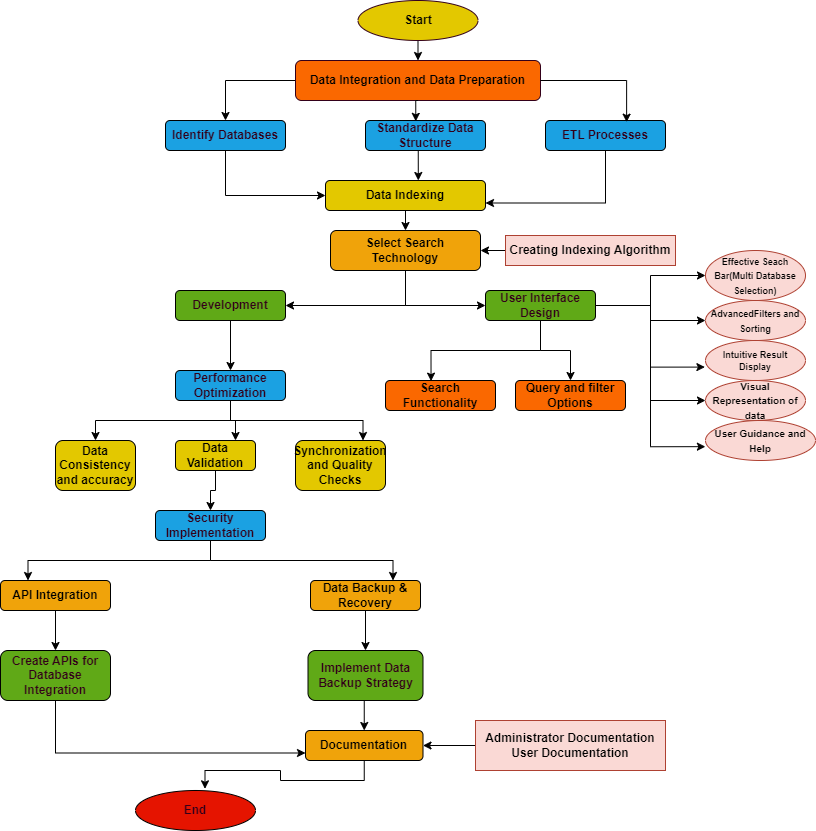 Start
Data Integration and Data Preparation
Identify Databases
Standardize Data
Structure
ETL Processes
Data Indexing
Select Search
Technology
Creating Indexing Algorithm
Effective Seach
Bar(Multi Database
Selection)
Development
User Interface
Design
AdvancedFilters and
Sorting
Intuitive Result
Display
Performance
Optimization
Search
Functionality
Query and filter
Options
Visual
Representation of
data
User Guidance and
Help
Data
Consistency
and accuracy
Data
Validation
Synchronization
and Quality
Checks
Security
Implementation
API Integration
Data Backup &
Recovery
Create APIs for
Database
Integration
Implement Data
Backup Strategy
Documentation
Administrator Documentation
User Documentation
End